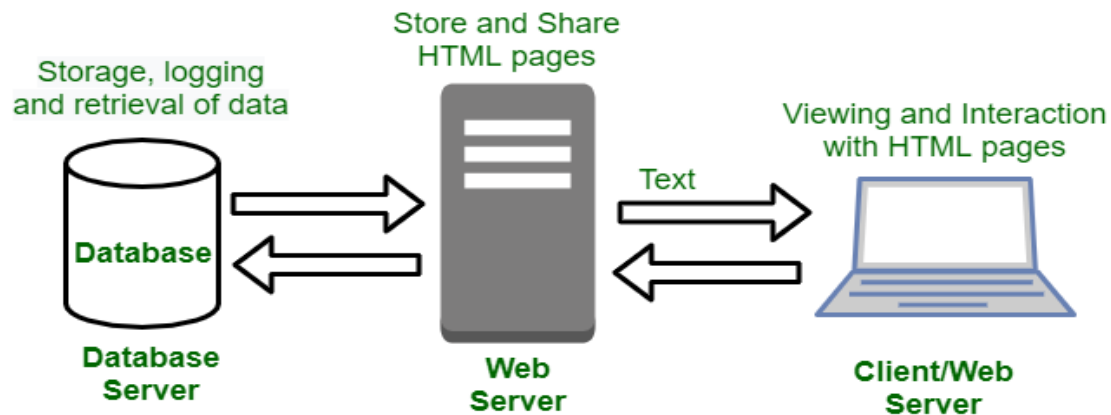 Storage, logging
and retrieval of data
Database
Database
Server
Store and Share
HTML pages
Web
Server
Text
Viewing and Interaction
with HTML pages
Client/Web
Server